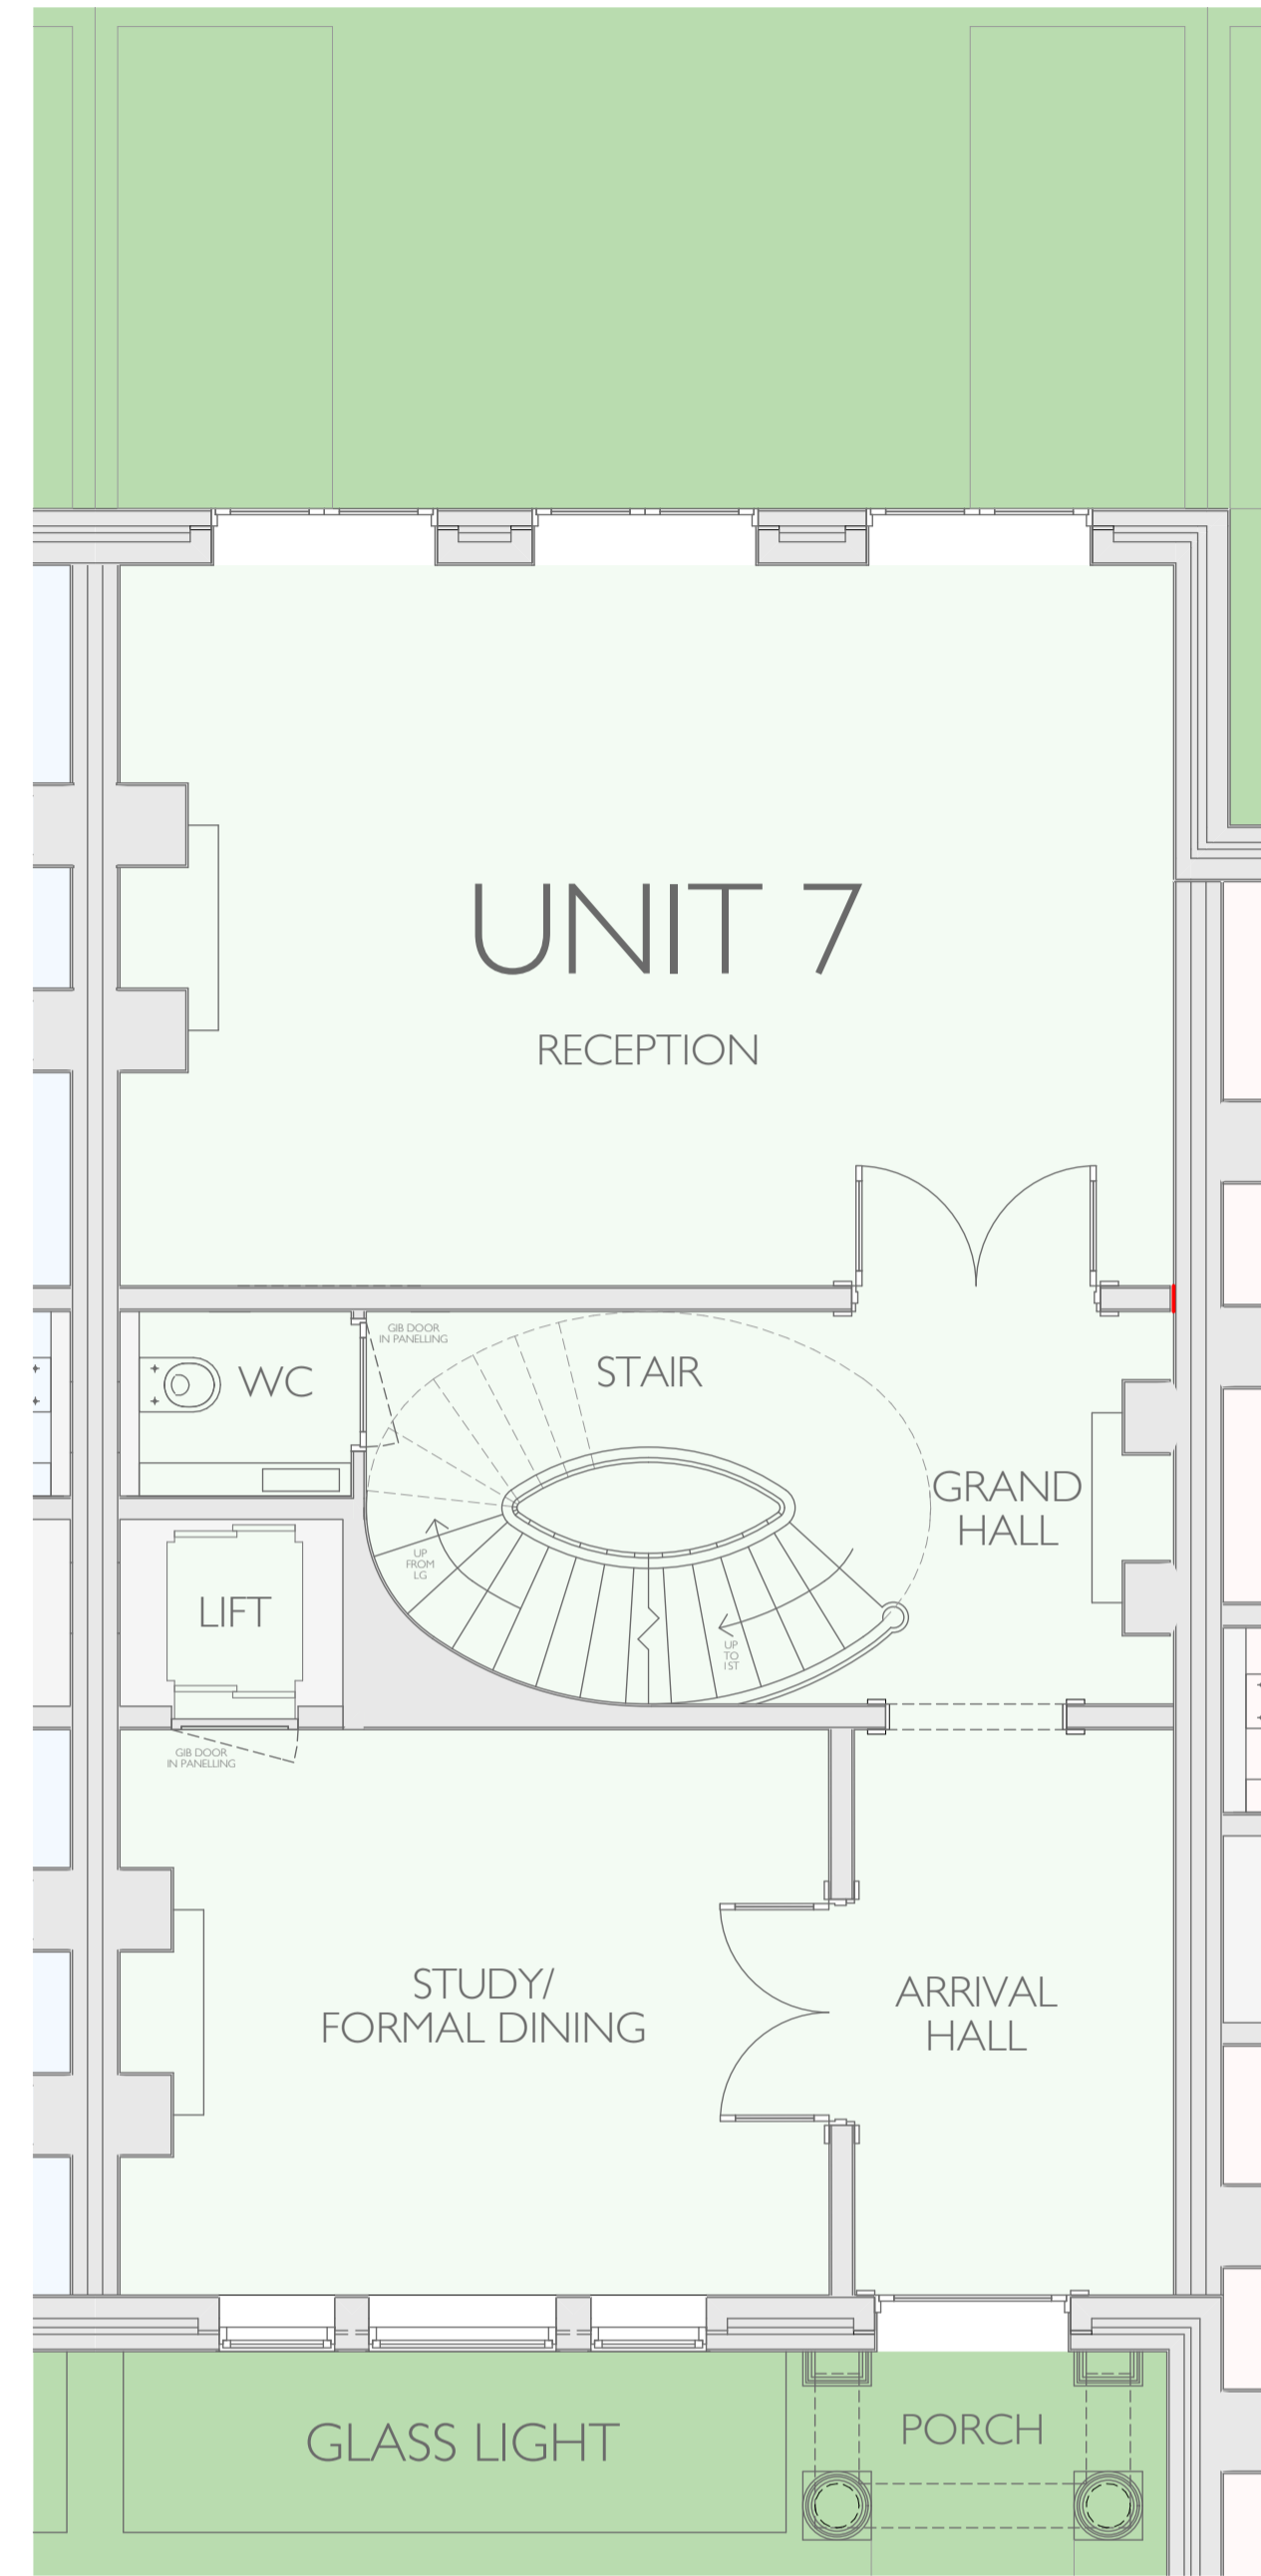 UNIT 7
RECEPTION
GIB DOOR
IN PANELLING
STAIR
WC
GRAND
HALL
UP
FROM
LG
LIFT
UP
TO
1ST
GIB DOOR
IN PANELLING
STUDY/
FORMAL DINING
ARRIVAL
HALL
GLASS LIGHT
PORCH